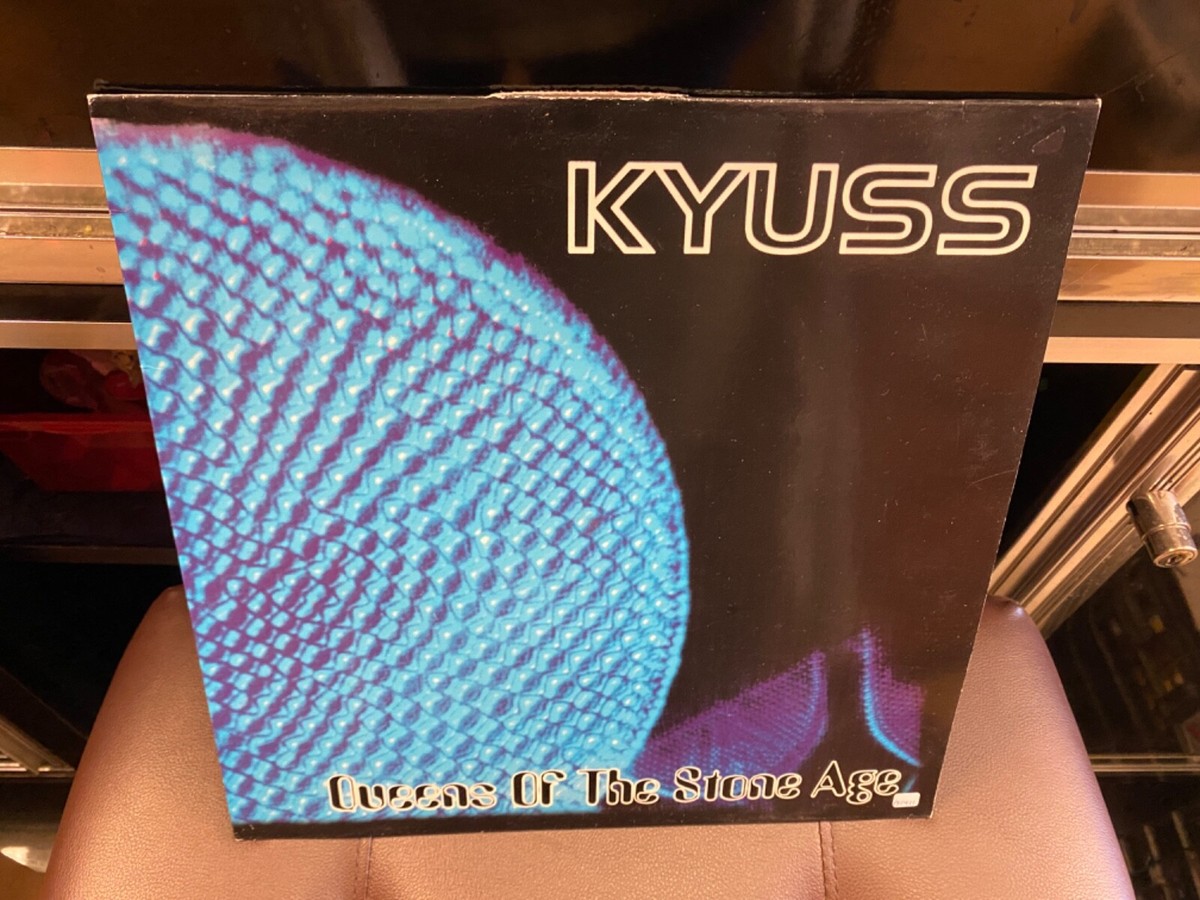 KYUSS
Queens Of The Stone Age